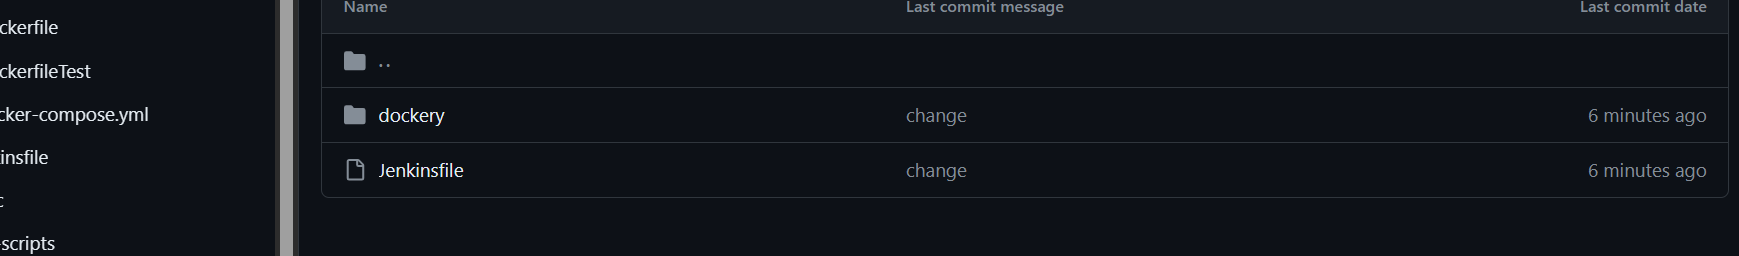 ckerfile
ckerfileTest
cker-compose.yml
insfile
c
-scripts
Name Last commit message Last commit date
..
dockery change 6 minutes ago
Jenkinsfile change 6 minutes ago